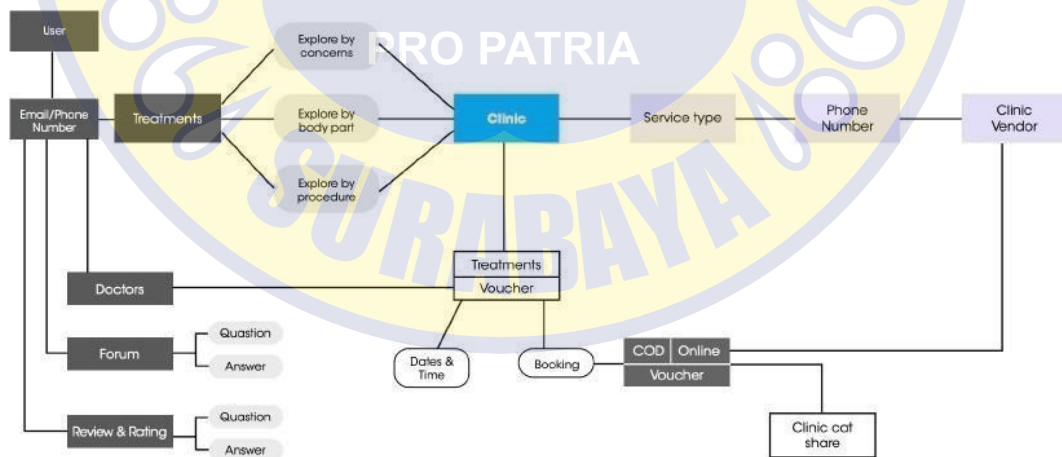 User
PRO PATRIA
Explore by
concerns
Email/Phone
Number
Treatments
Explore by
body part
Clinic
Service type
Phone
Number
Clinic
Vendor
Explore by
procedure
SURABAYA
Treatments
Voucher
Doctors
Quastion
Forum
Answer
Dates &
Time
Booking
COD
Online
Voucher
Quastion
Review & Rating
Answer
Clinic cat
share